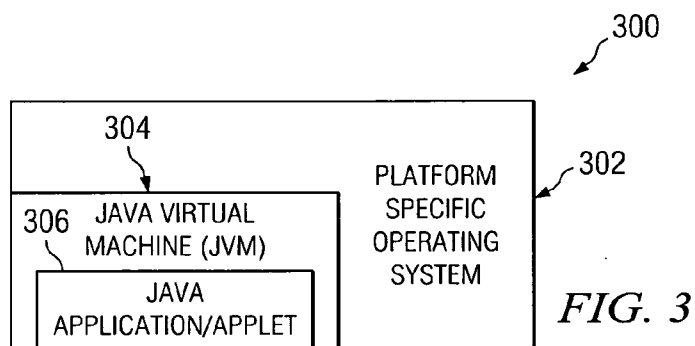 300
304
302
PLATFORM
SPECIFIC
OPERATING
SYSTEM
306
JAVA VIRTUAL
MACHINE (JVM)
JAVA
APPLICATION/APPLET
FIG. 3